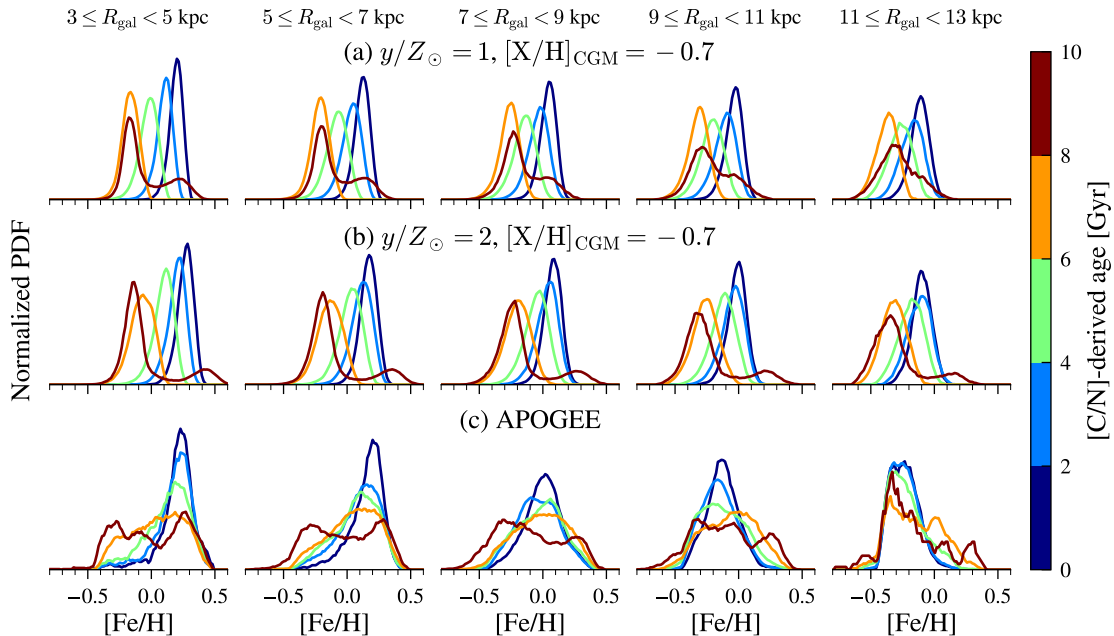 3 ≤ R_gal < 5 kpc 5 ≤ R_gal < 7 kpc 7 ≤ R_gal < 9 kpc 9 ≤ R_gal < 11 kpc 11 ≤ R_gal < 13 kpc
(a) y/Z_⊙ = 1, [X/H]_CGM = −0.7
(b) y/Z_⊙ = 2, [X/H]_CGM = −0.7
(c) APOGEE
Normalized PDF
−0.5 0.0 0.5 −0.5 0.0 0.5 −0.5 0.0 0.5 −0.5 0.0 0.5 −0.5 0.0 0.5
[Fe/H] [Fe/H] [Fe/H] [Fe/H] [Fe/H]
10
8
6
4
2
0
[C/N]-derived age [Gyr]